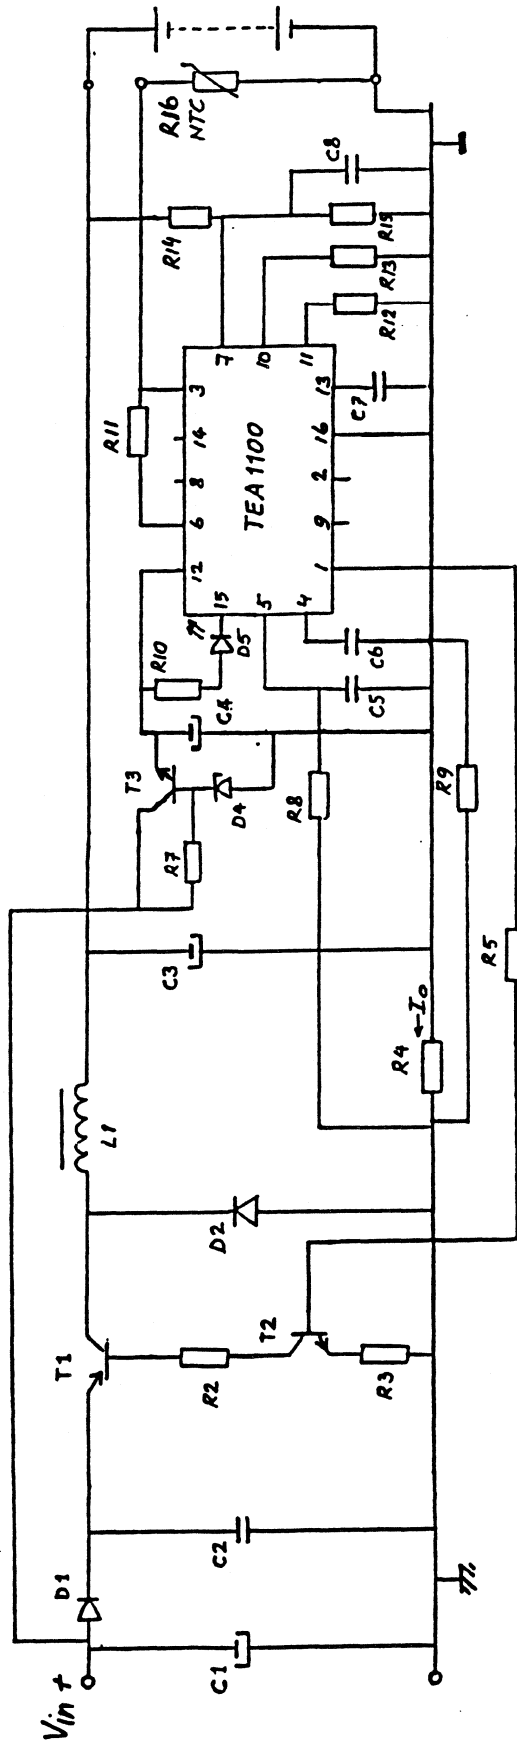 Vin +
D1
C1
C2
T1
R2
T2
R3
D2
L1
R4
← Io
C3
R7
T3
D4
C4
R8
R5
R9
R10
D5
C5
C6
TEA1100
12
6
8
14
3
15
5
4
7
10
11
1
9
2
16
13
R11
C7
R12
R13
R15
R14
C8
R16
NTC